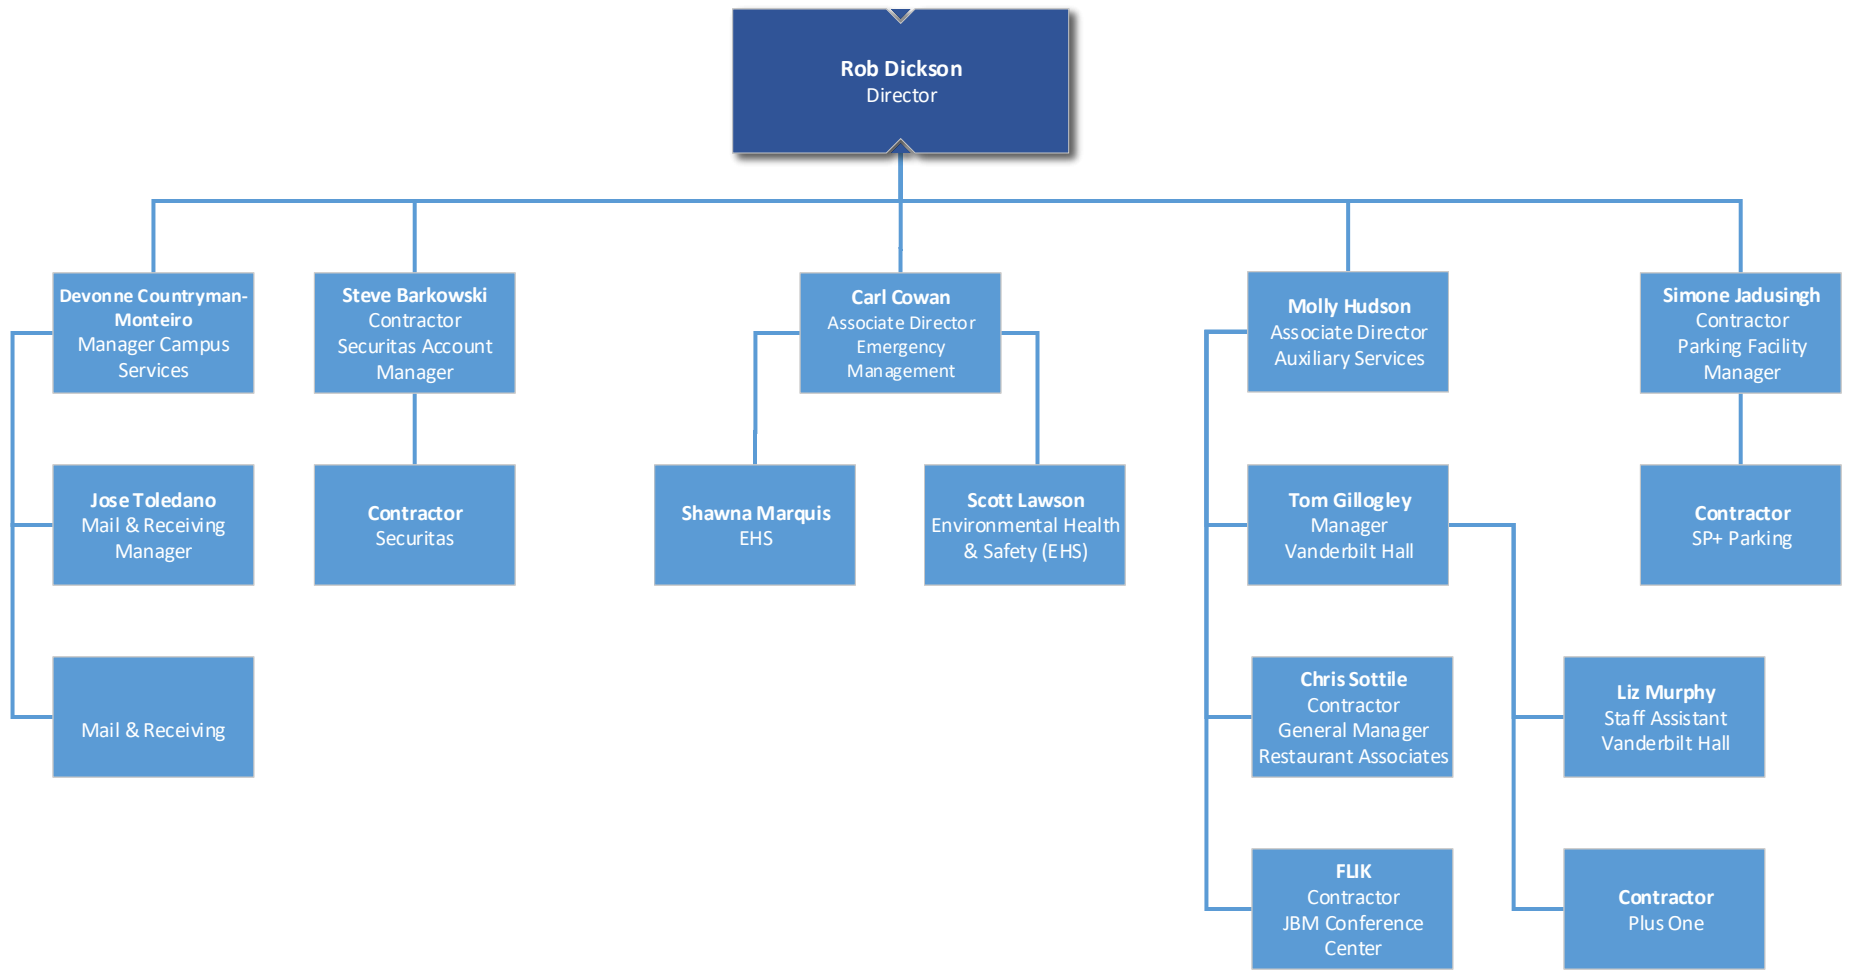 Rob Dickson
Director
Devonne Countryman-
Monteiro
Manager Campus
Services
Steve Barkowski
Contractor
Securitas Account
Manager
Carl Cowan
Associate Director
Emergency
Management
Molly Hudson
Associate Director
Auxiliary Services
Simone Jadusingh
Contractor
Parking Facility
Manager
Jose Toledano
Mail & Receiving
Manager
Contractor
Securitas
Shawna Marquis
EHS
Scott Lawson
Environmental Health
& Safety (EHS)
Tom Gillogley
Manager
Vanderbilt Hall
Contractor
SP+ Parking
Mail & Receiving
Chris Sottile
Contractor
General Manager
Restaurant Associates
Liz Murphy
Staff Assistant
Vanderbilt Hall
FLIK
Contractor
JBM Conference
Center
Contractor
Plus One